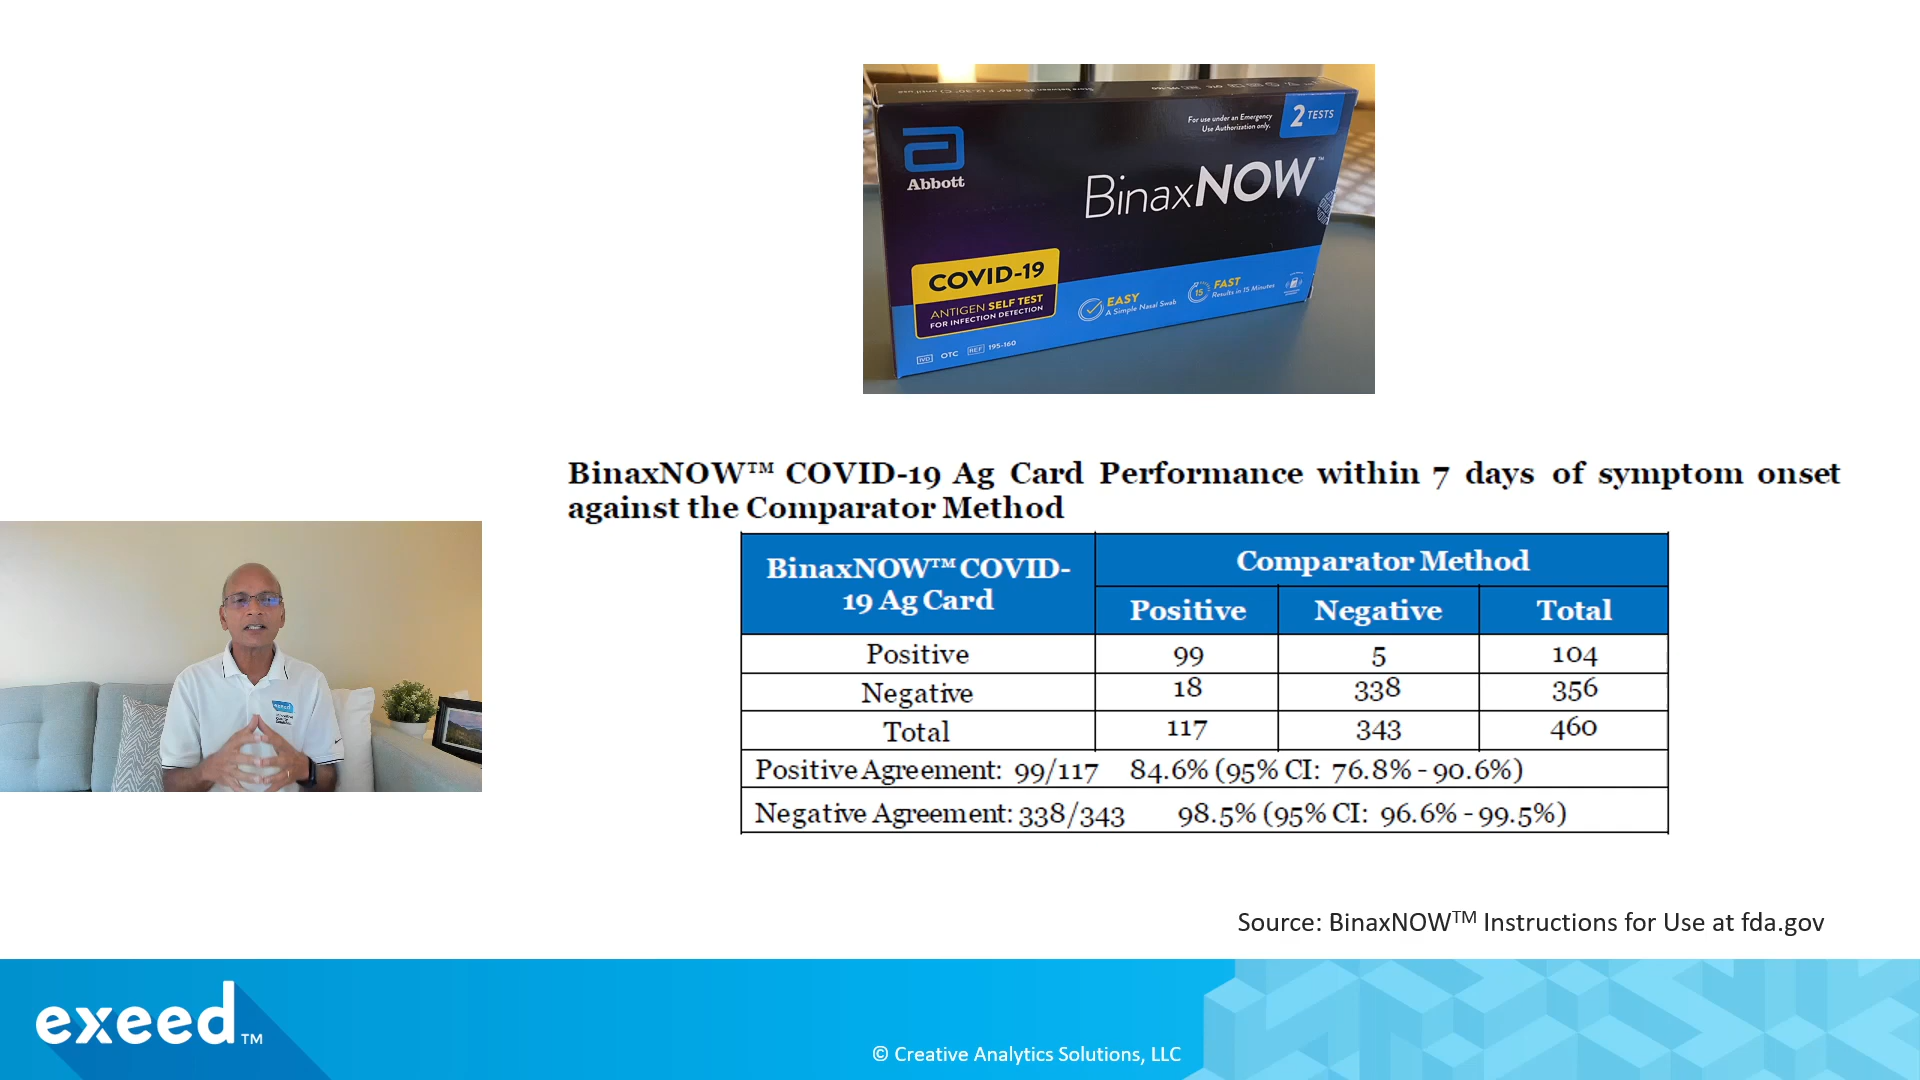 For use under an Emergency
Use Authorization only.
2 TESTS
Abbott
BinaxNOW™
COVID-19
ANTIGEN SELF TEST
FOR INFECTION DETECTION
EASY
A Simple Nasal Swab
15
FAST
Results in 15 Minutes
IVD OTC REF 195-160
BinaxNOW™ COVID-19 Ag Card Performance within 7 days of symptom onset
against the Comparator Method
BinaxNOW™ COVID-
19 Ag Card
Comparator Method
Positive Negative Total
Positive 99 5 104
Negative 18 338 356
Total 117 343 460
Positive Agreement: 99/117 84.6% (95% CI: 76.8% - 90.6%)
Negative Agreement: 338/343 98.5% (95% CI: 96.6% - 99.5%)
exeed
Source: BinaxNOW™ Instructions for Use at fda.gov
exeed™
© Creative Analytics Solutions, LLC